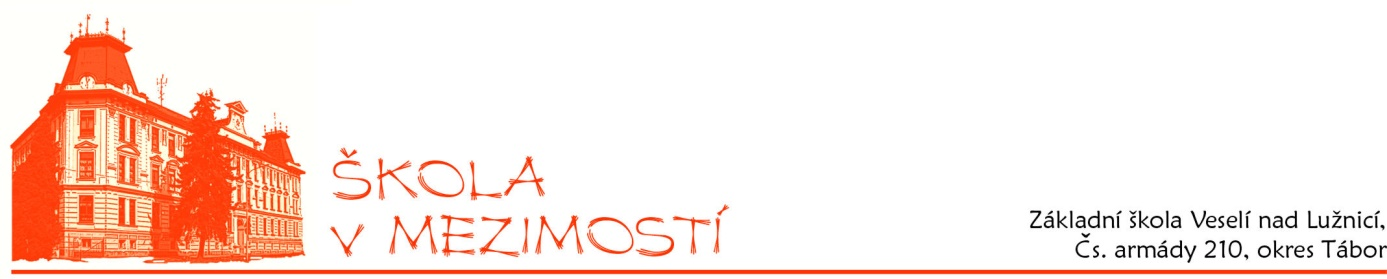 ŠKOLA
V MEZIMOSTÍ
Základní škola Veselí nad Lužnicí,
Čs. armády 210, okres Tábor